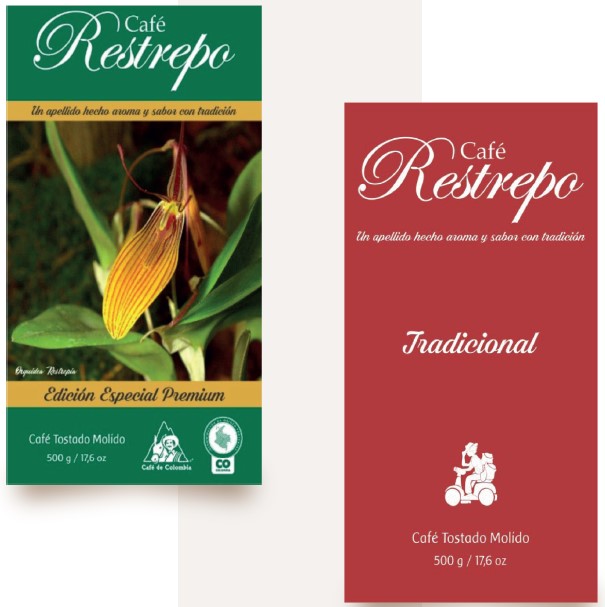 Café
Restrepo
Un apellido hecho aroma y sabor con tradición
Orquídea Restrepia
Edición Especial Premium
Café Tostado Molido
500 g / 17,6 oz
Café de Colombia
CO
Café
Restrepo
Un apellido hecho aroma y sabor con tradición
Tradicional
Café Tostado Molido
500 g / 17,6 oz